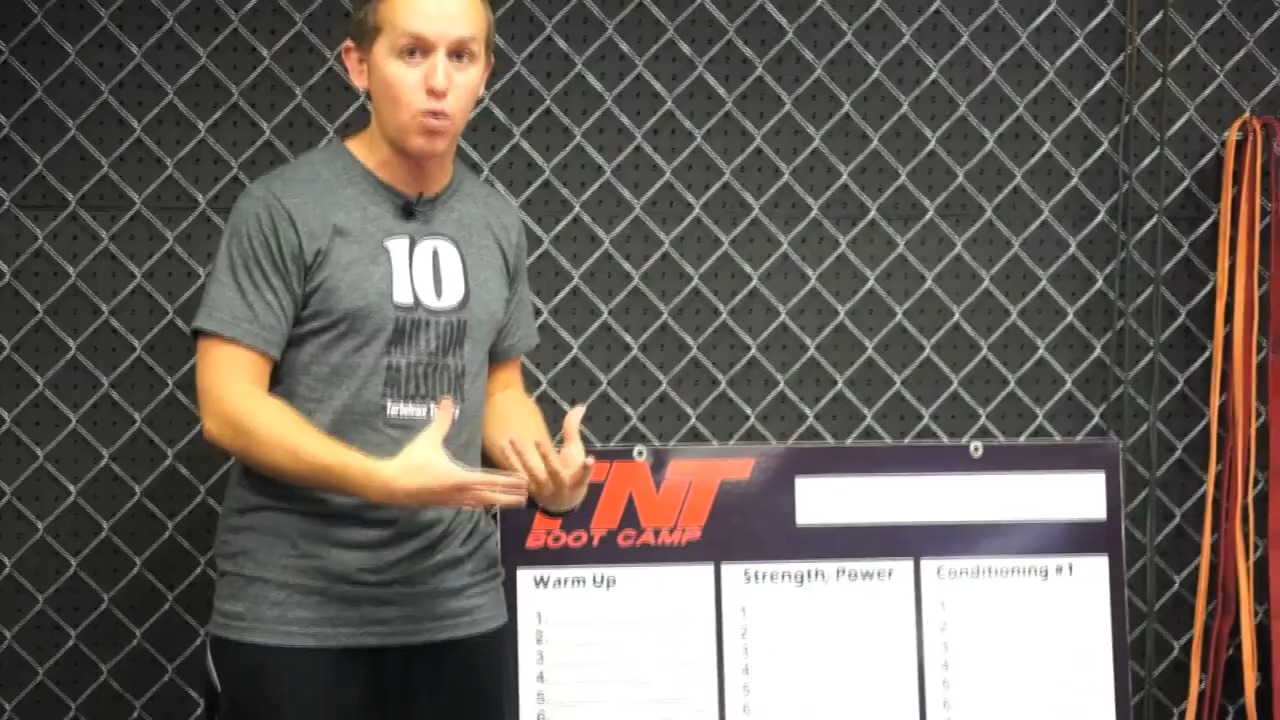 10
MILLION
MISSION
TNT
BOOT CAMP
Warm Up
1.
2.
3.
4.
5.
6.
Strength, Power
1
2
3
4
5
6
Conditioning #1
1
2
3
4
5